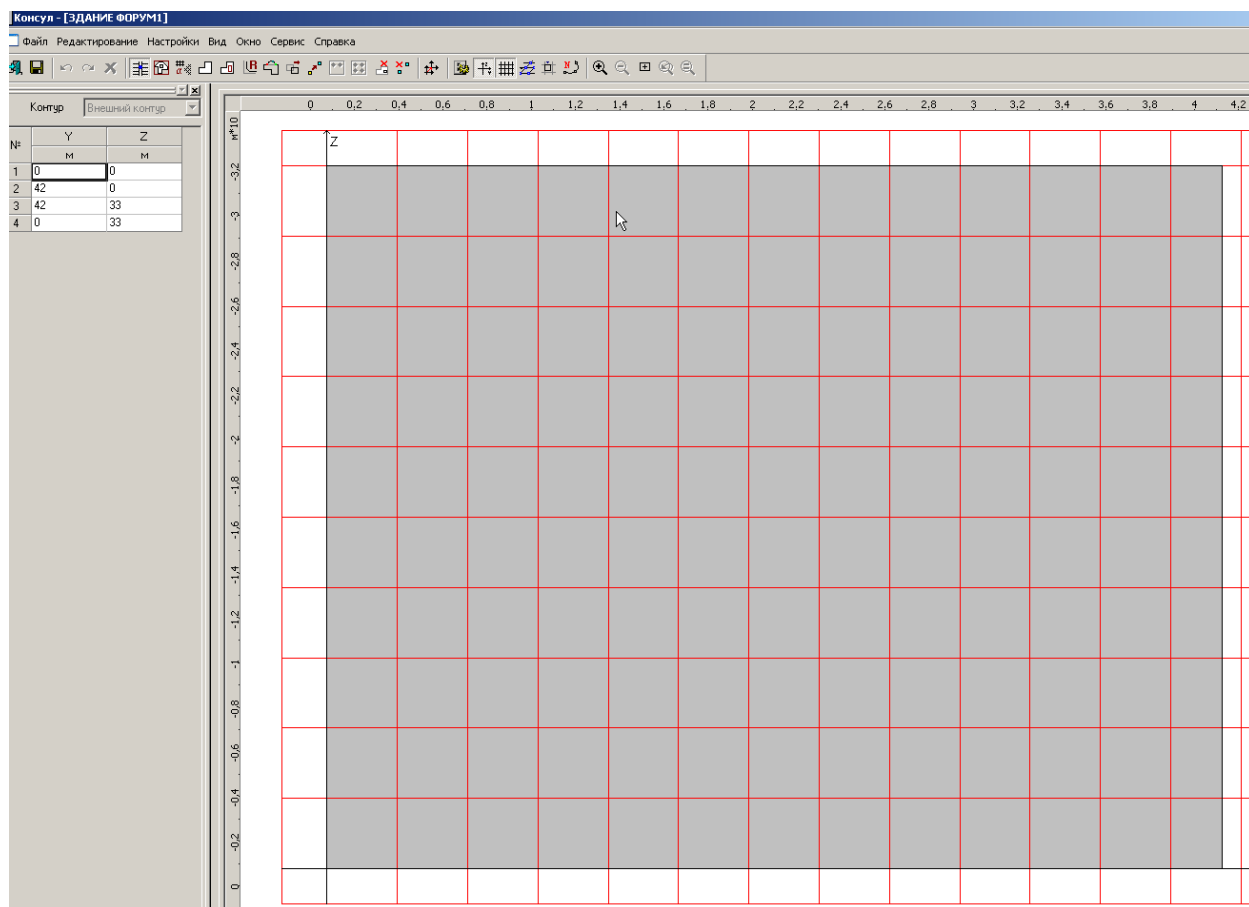 Консул - [ЗДАНИЕ ФОРУМ1]
Файл Редактирование Настройки Вид Окно Сервис Справка
Контур Внешний контур
№ Y Z
м м
1 0 0
2 42 0
3 42 33
4 0 33
0 0,2 0,4 0,6 0,8 1 1,2 1,4 1,6 1,8 2 2,2 2,4 2,6 2,8 3 3,2 3,4 3,6 3,8 4 4,2
м*10
Z
-3,2
-3
-2,8
-2,6
-2,4
-2,2
-2
-1,8
-1,6
-1,4
-1,2
-1
-0,8
-0,6
-0,4
-0,2
0